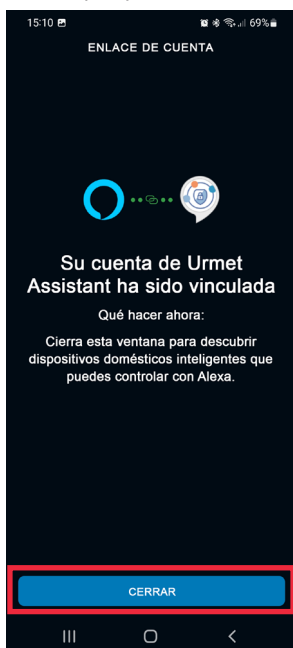 15:10 69%
ENLACE DE CUENTA
Su cuenta de Urmet
Assistant ha sido vinculada
Qué hacer ahora:
Cierra esta ventana para descubrir
dispositivos domésticos inteligentes que
puedes controlar con Alexa.
CERRAR